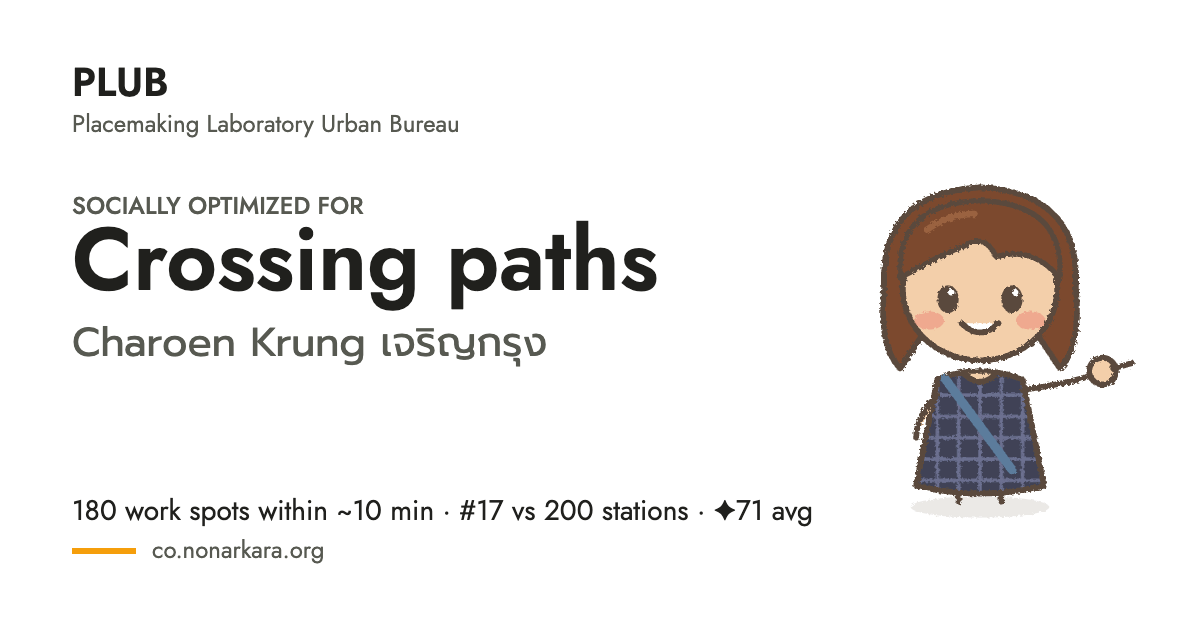 PLUB
Placemaking Laboratory Urban Bureau
SOCIALLY OPTIMIZED FOR
Crossing paths
Charoen Krung เจริญกรุง
180 work spots within ~10 min · #17 vs 200 stations · ✦71 avg
co.nonarkara.org